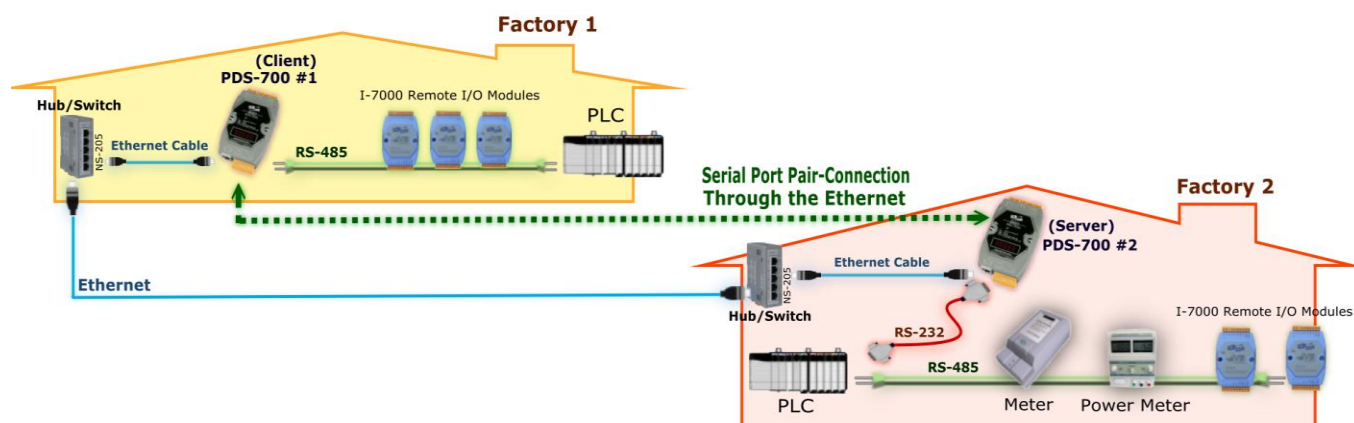 Factory 1
(Client)
PDS-700 #1
Hub/Switch
I-7000 Remote I/O Modules
PLC
NS-205
Ethernet Cable
RS-485
Serial Port Pair-Connection
Through the Ethernet
Factory 2
(Server)
PDS-700 #2
Ethernet
Ethernet Cable
NS-205
Hub/Switch
I-7000 Remote I/O Modules
RS-232
RS-485
PLC
Meter
Power Meter